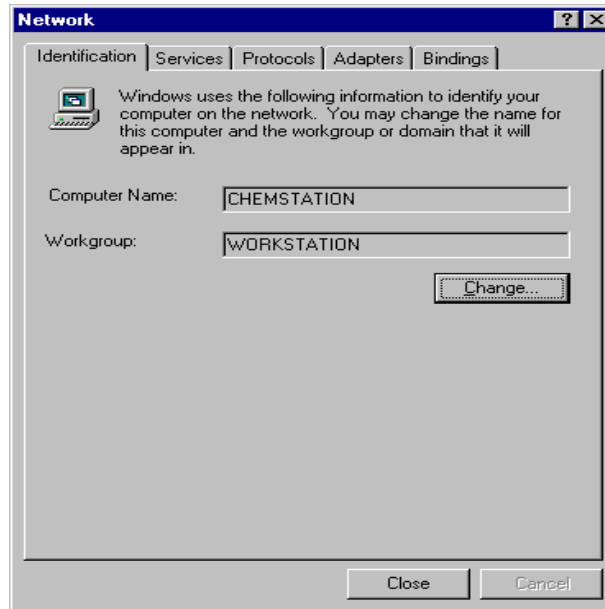 Network
Identification Services Protocols Adapters Bindings
Windows uses the following information to identify your
computer on the network. You may change the name for
this computer and the workgroup or domain that it will
appear in.
Computer Name: CHEMSTATION
Workgroup: WORKSTATION
Change...
Close Cancel